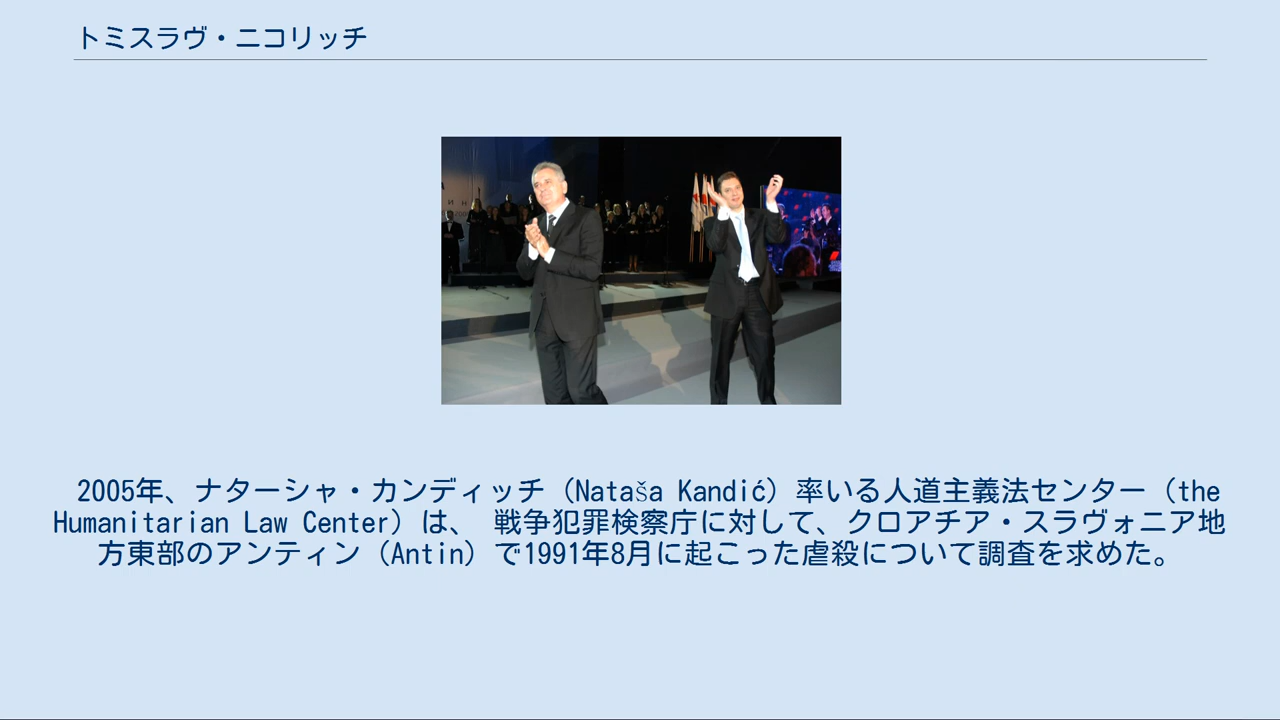 トミスラヴ・ニコリッチ
2005年、ナターシャ・カンディッチ（Nataša Kandić）率いる人道主義法センター（the
Humanitarian Law Center）は、 戦争犯罪検察庁に対して、クロアチア・スラヴォニア地
方東部のアンティン（Antin）で1991年8月に起こった虐殺について調査を求めた。